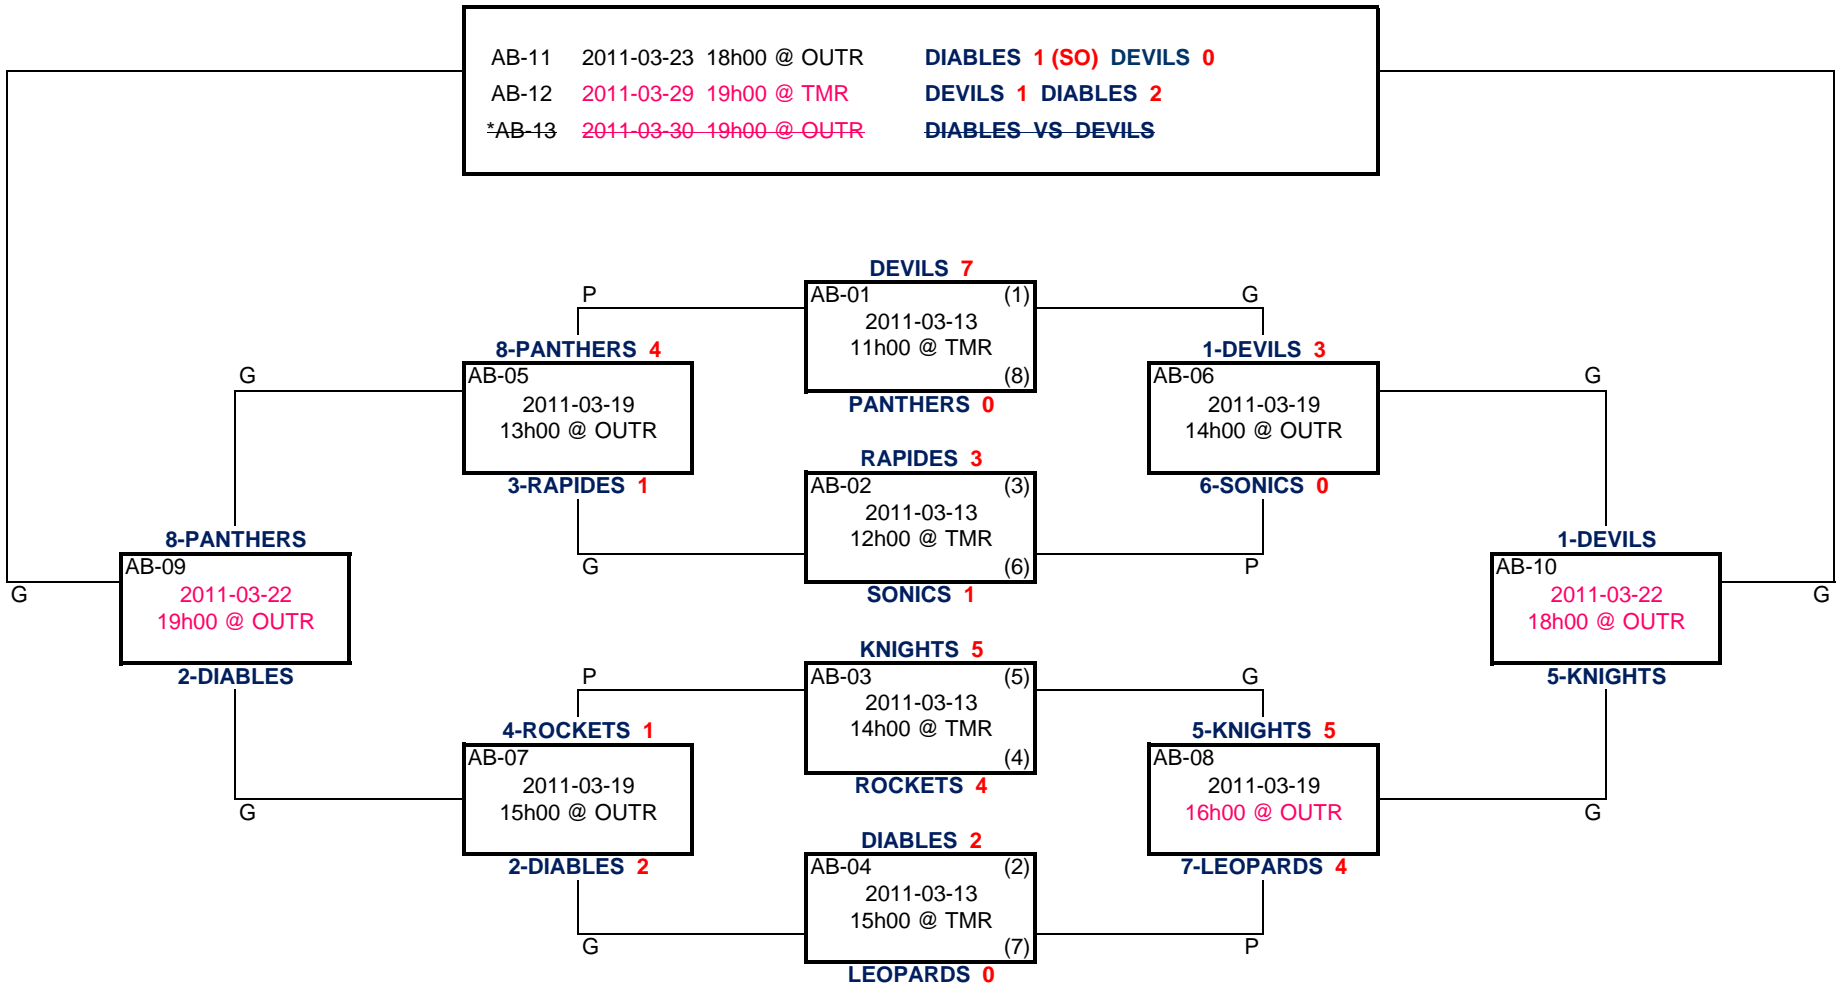 AB-11 2011-03-23 18h00 @ OUTR DIABLES 1 (SO) DEVILS 0
AB-12 2011-03-29 19h00 @ TMR DEVILS 1 DIABLES 2
*AB-13 2011-03-30 19h00 @ OUTR DIABLES VS DEVILS
DEVILS 7
P
AB-01 (1)
G
2011-03-13
11h00 @ TMR
(8)
PANTHERS 0
8-PANTHERS 4
G
AB-05
2011-03-19
13h00 @ OUTR
3-RAPIDES 1
1-DEVILS 3
AB-06
G
2011-03-19
14h00 @ OUTR
6-SONICS 0
RAPIDES 3
AB-02 (3)
2011-03-13
12h00 @ TMR
G
(6)
P
SONICS 1
8-PANTHERS
AB-09
G
2011-03-22
19h00 @ OUTR
2-DIABLES
1-DEVILS
AB-10
2011-03-22
G
18h00 @ OUTR
5-KNIGHTS
KNIGHTS 5
P
AB-03 (5)
G
2011-03-13
14h00 @ TMR
(4)
ROCKETS 4
4-ROCKETS 1
AB-07
2011-03-19
G
15h00 @ OUTR
2-DIABLES 2
5-KNIGHTS 5
AB-08
2011-03-19
16h00 @ OUTR
G
7-LEOPARDS 4
DIABLES 2
AB-04 (2)
2011-03-13
15h00 @ TMR
G
(7)
P
LEOPARDS 0